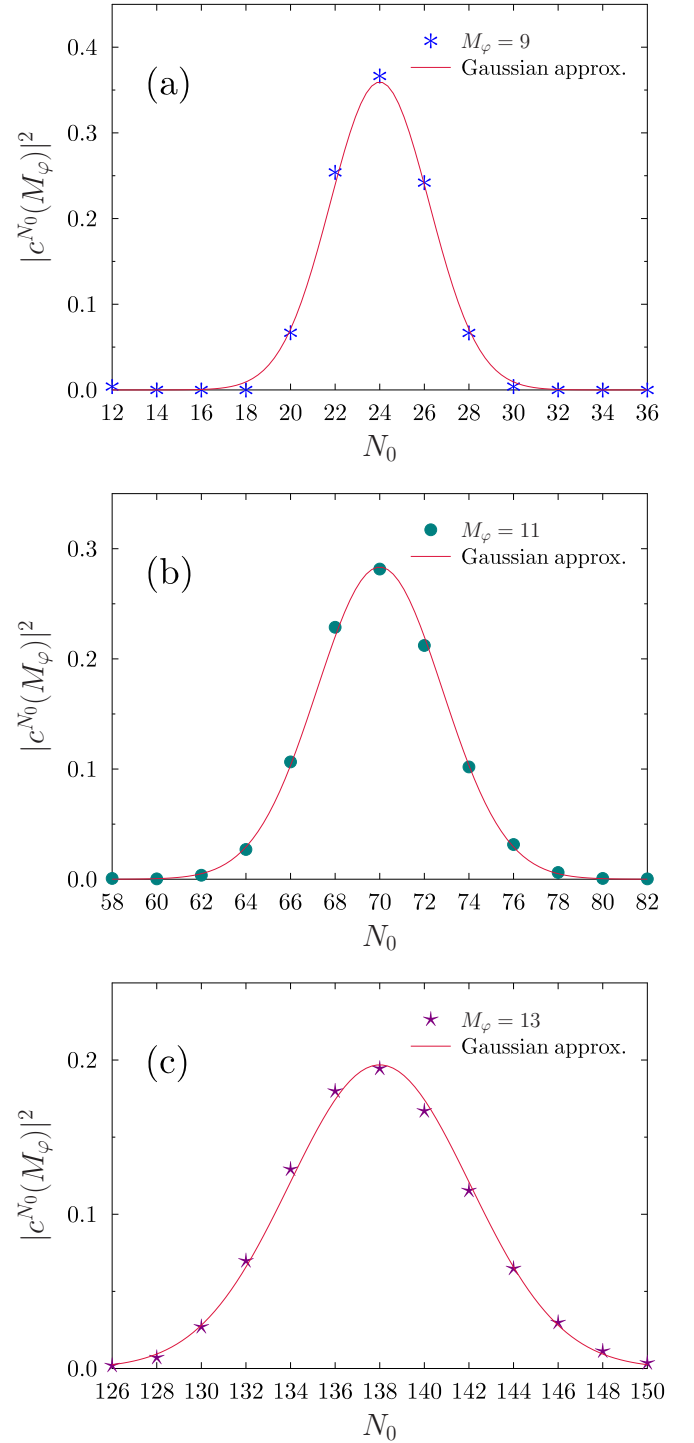 (a)
M_φ = 9
Gaussian approx.
|c^{N_0}(M_φ)|^2
0.4
0.3
0.2
0.1
0.0
12 14 16 18 20 22 24 26 28 30 32 34 36
N_0
(b)
M_φ = 11
Gaussian approx.
|c^{N_0}(M_φ)|^2
0.3
0.2
0.1
0.0
58 60 62 64 66 68 70 72 74 76 78 80 82
N_0
(c)
M_φ = 13
Gaussian approx.
|c^{N_0}(M_φ)|^2
0.2
0.1
0.0
126 128 130 132 134 136 138 140 142 144 146 148 150
N_0